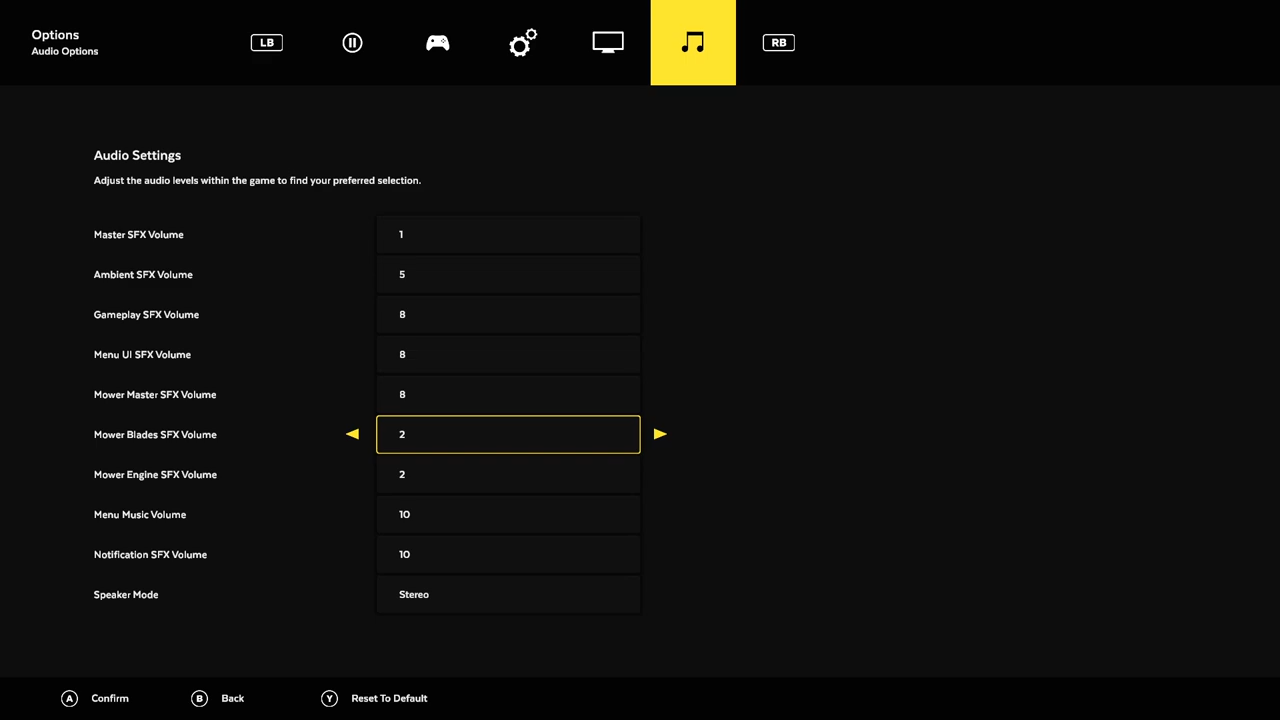 Options
Audio Options
LB
RB
Audio Settings
Adjust the audio levels within the game to find your preferred selection.
Master SFX Volume 1
Ambient SFX Volume 5
Gameplay SFX Volume 8
Menu UI SFX Volume 8
Mower Master SFX Volume 8
Mower Blades SFX Volume 2
Mower Engine SFX Volume 2
Menu Music Volume 10
Notification SFX Volume 10
Speaker Mode Stereo
A Confirm B Back Y Reset To Default